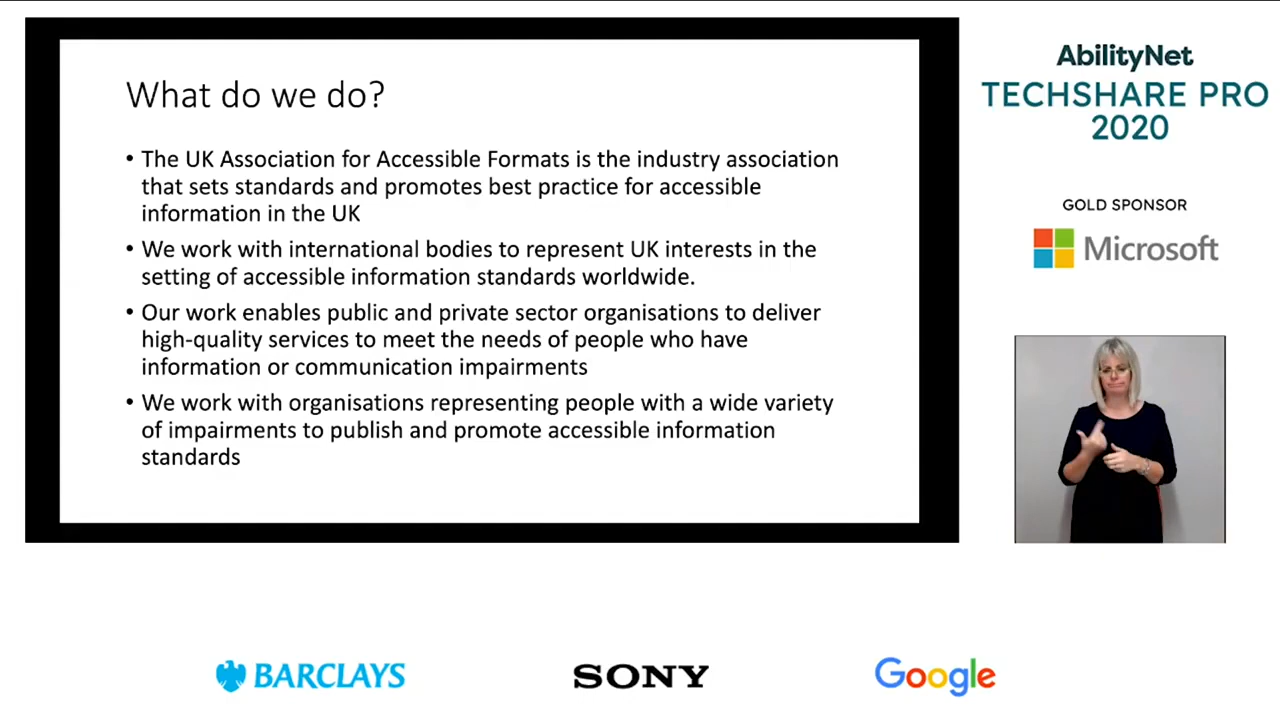 What do we do?
• The UK Association for Accessible Formats is the industry association
that sets standards and promotes best practice for accessible
information in the UK
• We work with international bodies to represent UK interests in the
setting of accessible information standards worldwide.
• Our work enables public and private sector organisations to deliver
high-quality services to meet the needs of people who have
information or communication impairments
• We work with organisations representing people with a wide variety
of impairments to publish and promote accessible information
standards
AbilityNet
TECHSHARE PRO
2020
GOLD SPONSOR
Microsoft
BARCLAYS
SONY
Google